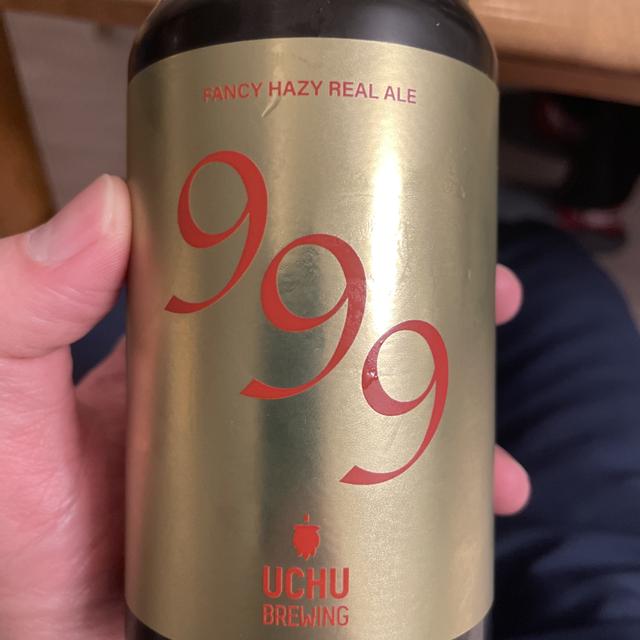 FANCY HAZY REAL ALE
999
UCHU
BREWING